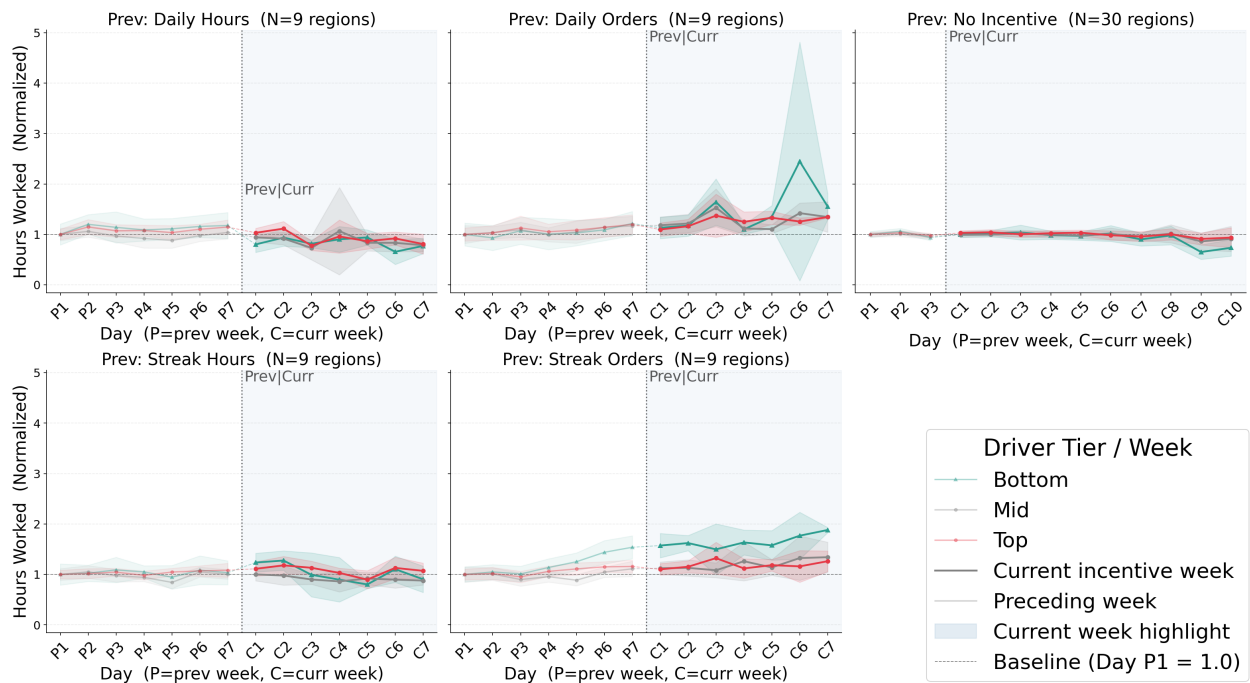 Prev: Daily Hours  (N=9 regions)
Prev: Daily Orders  (N=9 regions)
Prev: No Incentive  (N=30 regions)
Hours Worked  (Normalized)
5
4
3
2
1
0
Prev|Curr
Prev|Curr
Prev|Curr
P1 P2 P3 P4 P5 P6 P7 C1 C2 C3 C4 C5 C6 C7
P1 P2 P3 P4 P5 P6 P7 C1 C2 C3 C4 C5 C6 C7
P1 P2 P3 C1 C2 C3 C4 C5 C6 C7 C8 C9 C10
Day  (P=prev week, C=curr week)
Day  (P=prev week, C=curr week)
Day  (P=prev week, C=curr week)
Prev: Streak Hours  (N=9 regions)
Prev: Streak Orders  (N=9 regions)
Hours Worked  (Normalized)
5
4
3
2
1
0
Prev|Curr
Prev|Curr
P1 P2 P3 P4 P5 P6 P7 C1 C2 C3 C4 C5 C6 C7
P1 P2 P3 P4 P5 P6 P7 C1 C2 C3 C4 C5 C6 C7
Day  (P=prev week, C=curr week)
Day  (P=prev week, C=curr week)
Driver Tier / Week
Bottom
Mid
Top
Current incentive week
Preceding week
Current week highlight
Baseline (Day P1 = 1.0)